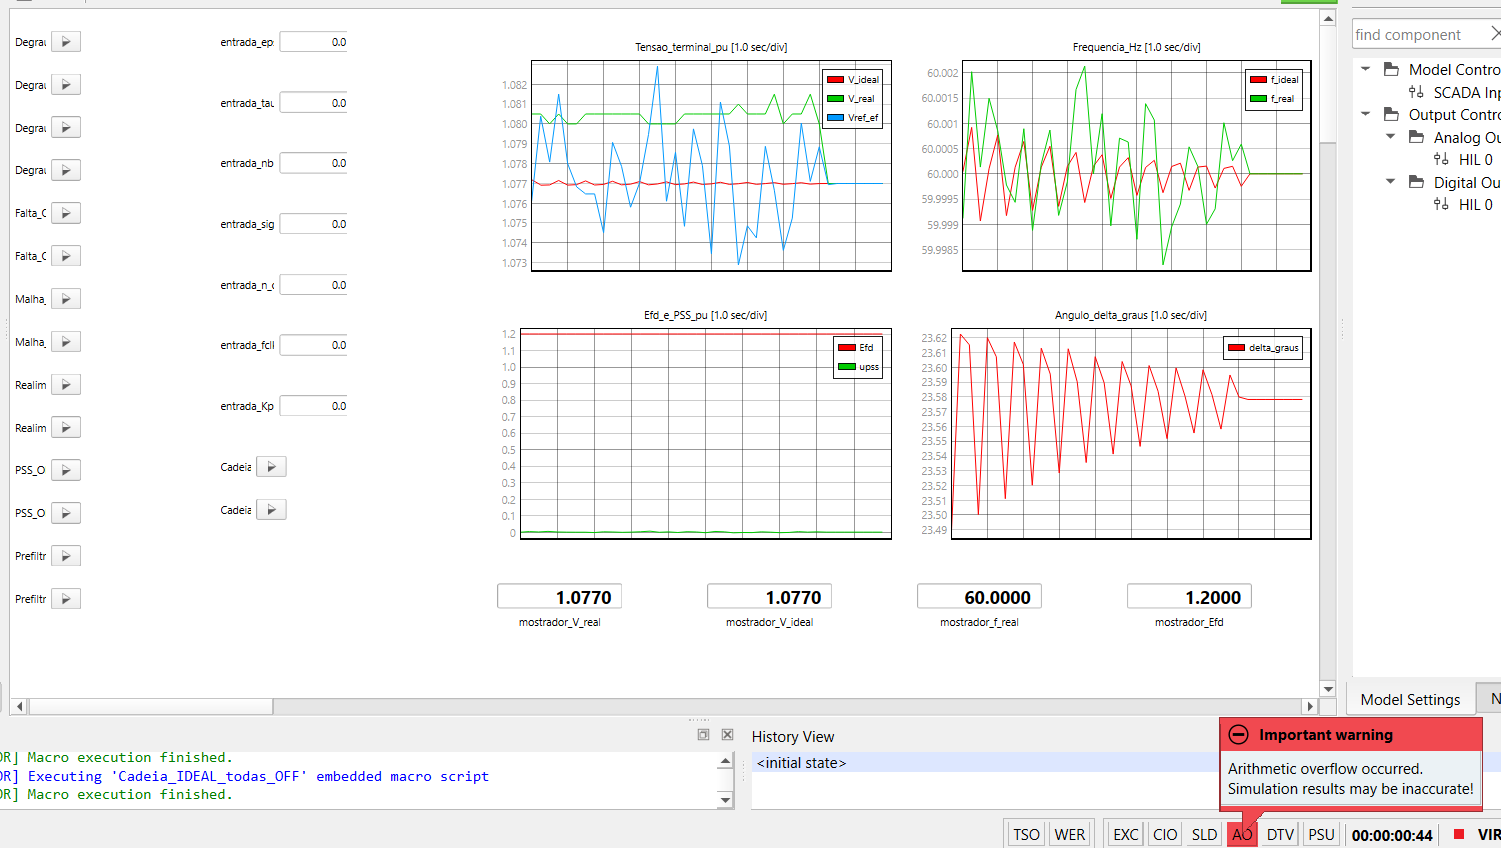 Degrau
Degrau
Degrau
Degrau
Falta_C
Falta_C
Malha_
Malha_
Realim
Realim
PSS_O
PSS_O
Prefiltr
Prefiltr
entrada_ep
0.0
entrada_tau
0.0
entrada_nb
0.0
entrada_sig
0.0
entrada_n_c
0.0
entrada_fcll
0.0
entrada_Kp
0.0
Cadeia
Cadeia
Tensao_terminal_pu [1.0 sec/div]
1.082
1.081
1.080
1.079
1.078
1.077
1.076
1.075
1.074
1.073
V_ideal
V_real
Vref_ef
Frequencia_Hz [1.0 sec/div]
60.002
60.0015
60.001
60.0005
60.000
59.9995
59.999
59.9985
f_ideal
f_real
Efd_e_PSS_pu [1.0 sec/div]
1.2
1.1
1.0
0.9
0.8
0.7
0.6
0.5
0.4
0.3
0.2
0.1
0
Efd
upss
Angulo_delta_graus [1.0 sec/div]
23.62
23.61
23.60
23.59
23.58
23.57
23.56
23.55
23.54
23.53
23.52
23.51
23.50
23.49
delta_graus
1.0770
mostrador_V_real
1.0770
mostrador_V_ideal
60.0000
mostrador_f_real
1.2000
mostrador_Efd
find component
Model Contro
SCADA Inp
Output Contro
Analog Ou
HIL 0
Digital Ou
HIL 0
Model Settings
N
OR] Macro execution finished.
OR] Executing 'Cadeia_IDEAL_todas_OFF' embedded macro script
OR] Macro execution finished.
History View
<initial state>
Important warning
Arithmetic overflow occurred.
Simulation results may be inaccurate!
TSO WER EXC CIO SLD AO DTV PSU 00:00:00:44 VIR